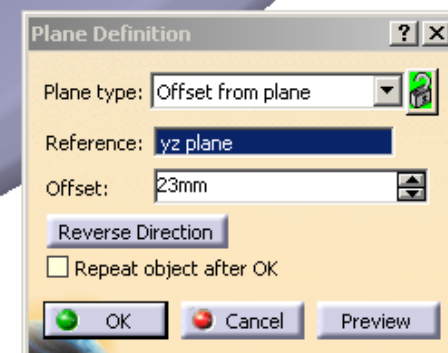 Plane Definition
?
X
Plane type: Offset from plane
Reference: yz plane
Offset: 23mm
Reverse Direction
Repeat object after OK
OK Cancel Preview